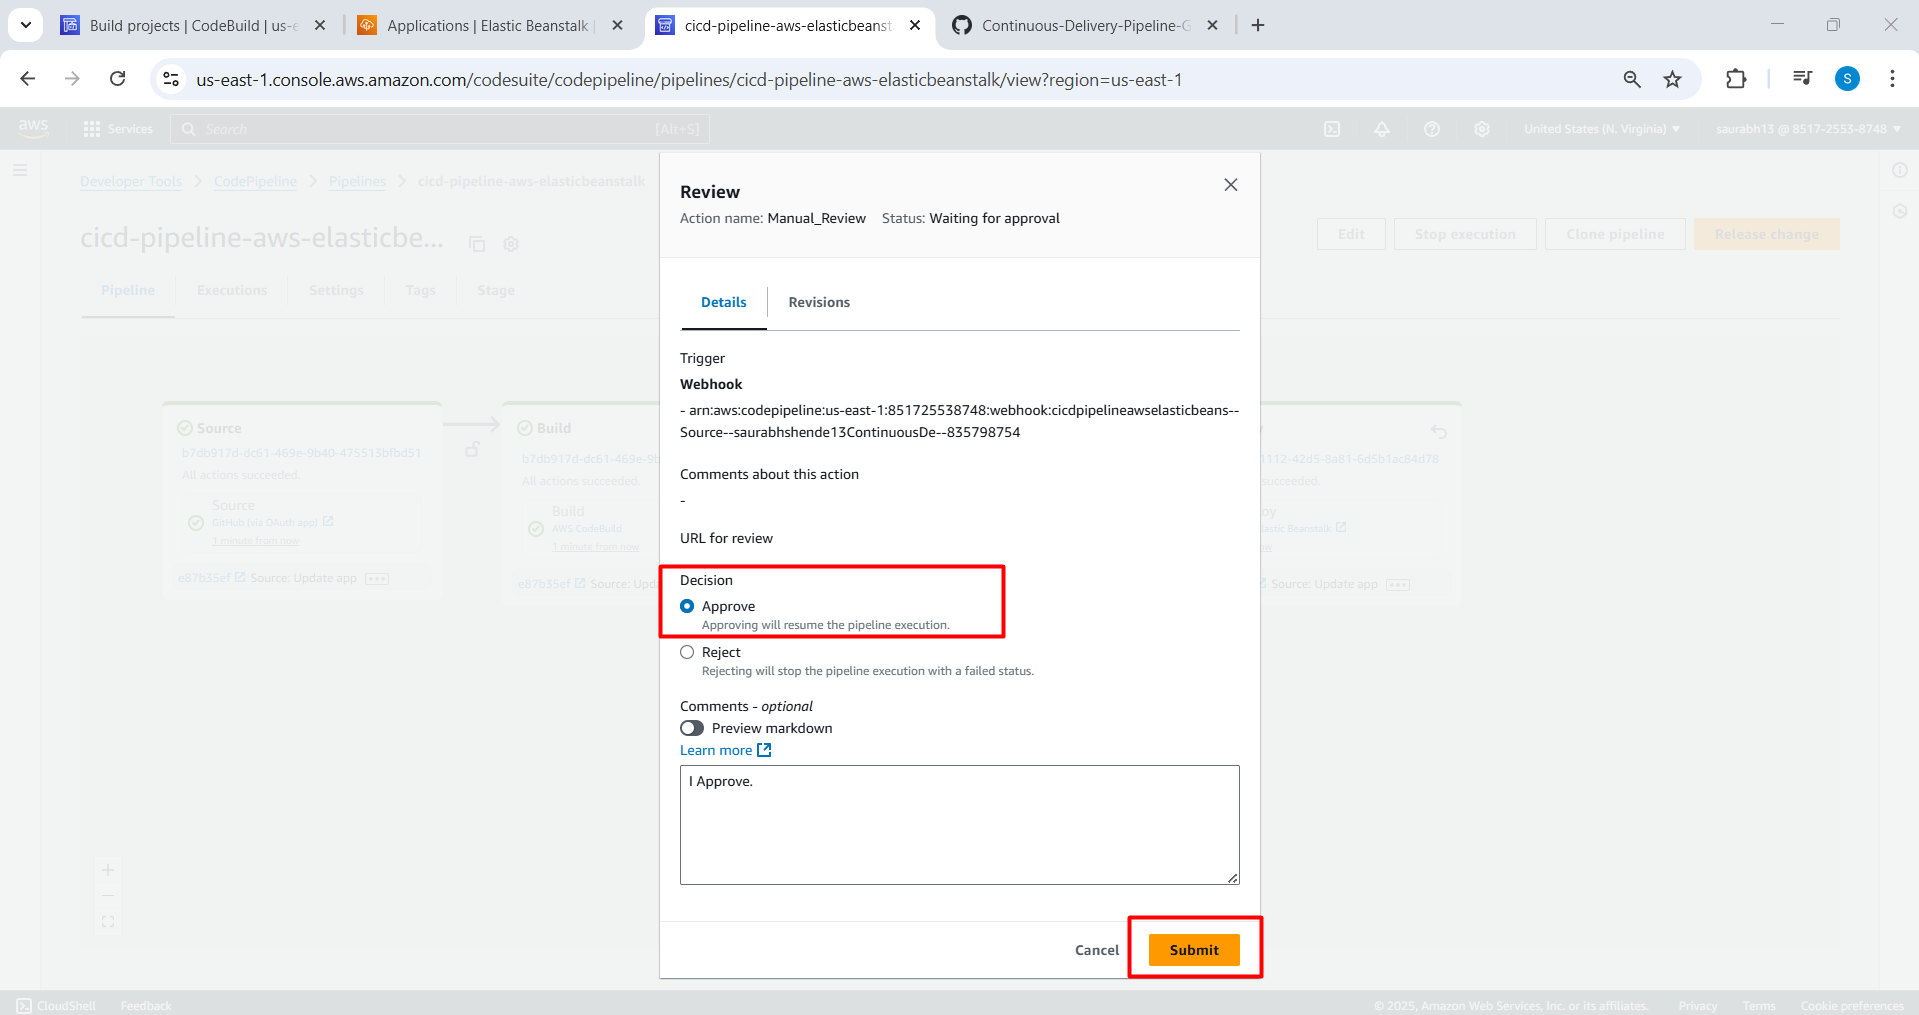 Build projects | CodeBuild | us-e
Applications | Elastic Beanstalk |
cicd-pipeline-aws-elasticbeanst
Continuous-Delivery-Pipeline-G
us-east-1.console.aws.amazon.com/codesuite/codepipeline/pipelines/cicd-pipeline-aws-elasticbeanstalk/view?region=us-east-1
S
aws
Services
Search
[Alt+S]
United States (N. Virginia)
saurabh13 @ 8517-2553-8748
Developer Tools
CodePipeline
Pipelines
cicd-pipeline-aws-elasticbeanstalk
cicd-pipeline-aws-elasticbe...
Edit
Stop execution
Clone pipeline
Release change
Pipeline
Executions
Settings
Tags
Stage
Source
b7db917d-dc61-469e-9b40-475513bfbd51
All actions succeeded.
Source
GitHub (via OAuth app)
1 minute from now
e87b35ef
Source: Update app
Build
b7db917d-dc61-469e-9b
All actions succeeded.
Build
AWS CodeBuild
1 minute from now
e87b35ef
Source: Upda
Review
Action name: Manual_Review
Status: Waiting for approval
Details
Revisions
Trigger
Webhook
- arn:aws:codepipeline:us-east-1:851725538748:webhook:cicdpipelineawselasticbeans--
Source--saurabhshende13ContinuousDe--835798754
Comments about this action
-
URL for review
Decision
Approve
Approving will resume the pipeline execution.
Reject
Rejecting will stop the pipeline execution with a failed status.
Comments - optional
Preview markdown
Learn more
I Approve.
Cancel
Submit
1112-42d5-8a81-6d5b1ac84d78
succeeded.
oy
lastic Beanstalk
Source: Update app
CloudShell
Feedback
© 2025, Amazon Web Services, Inc. or its affiliates.
Privacy
Terms
Cookie preferences